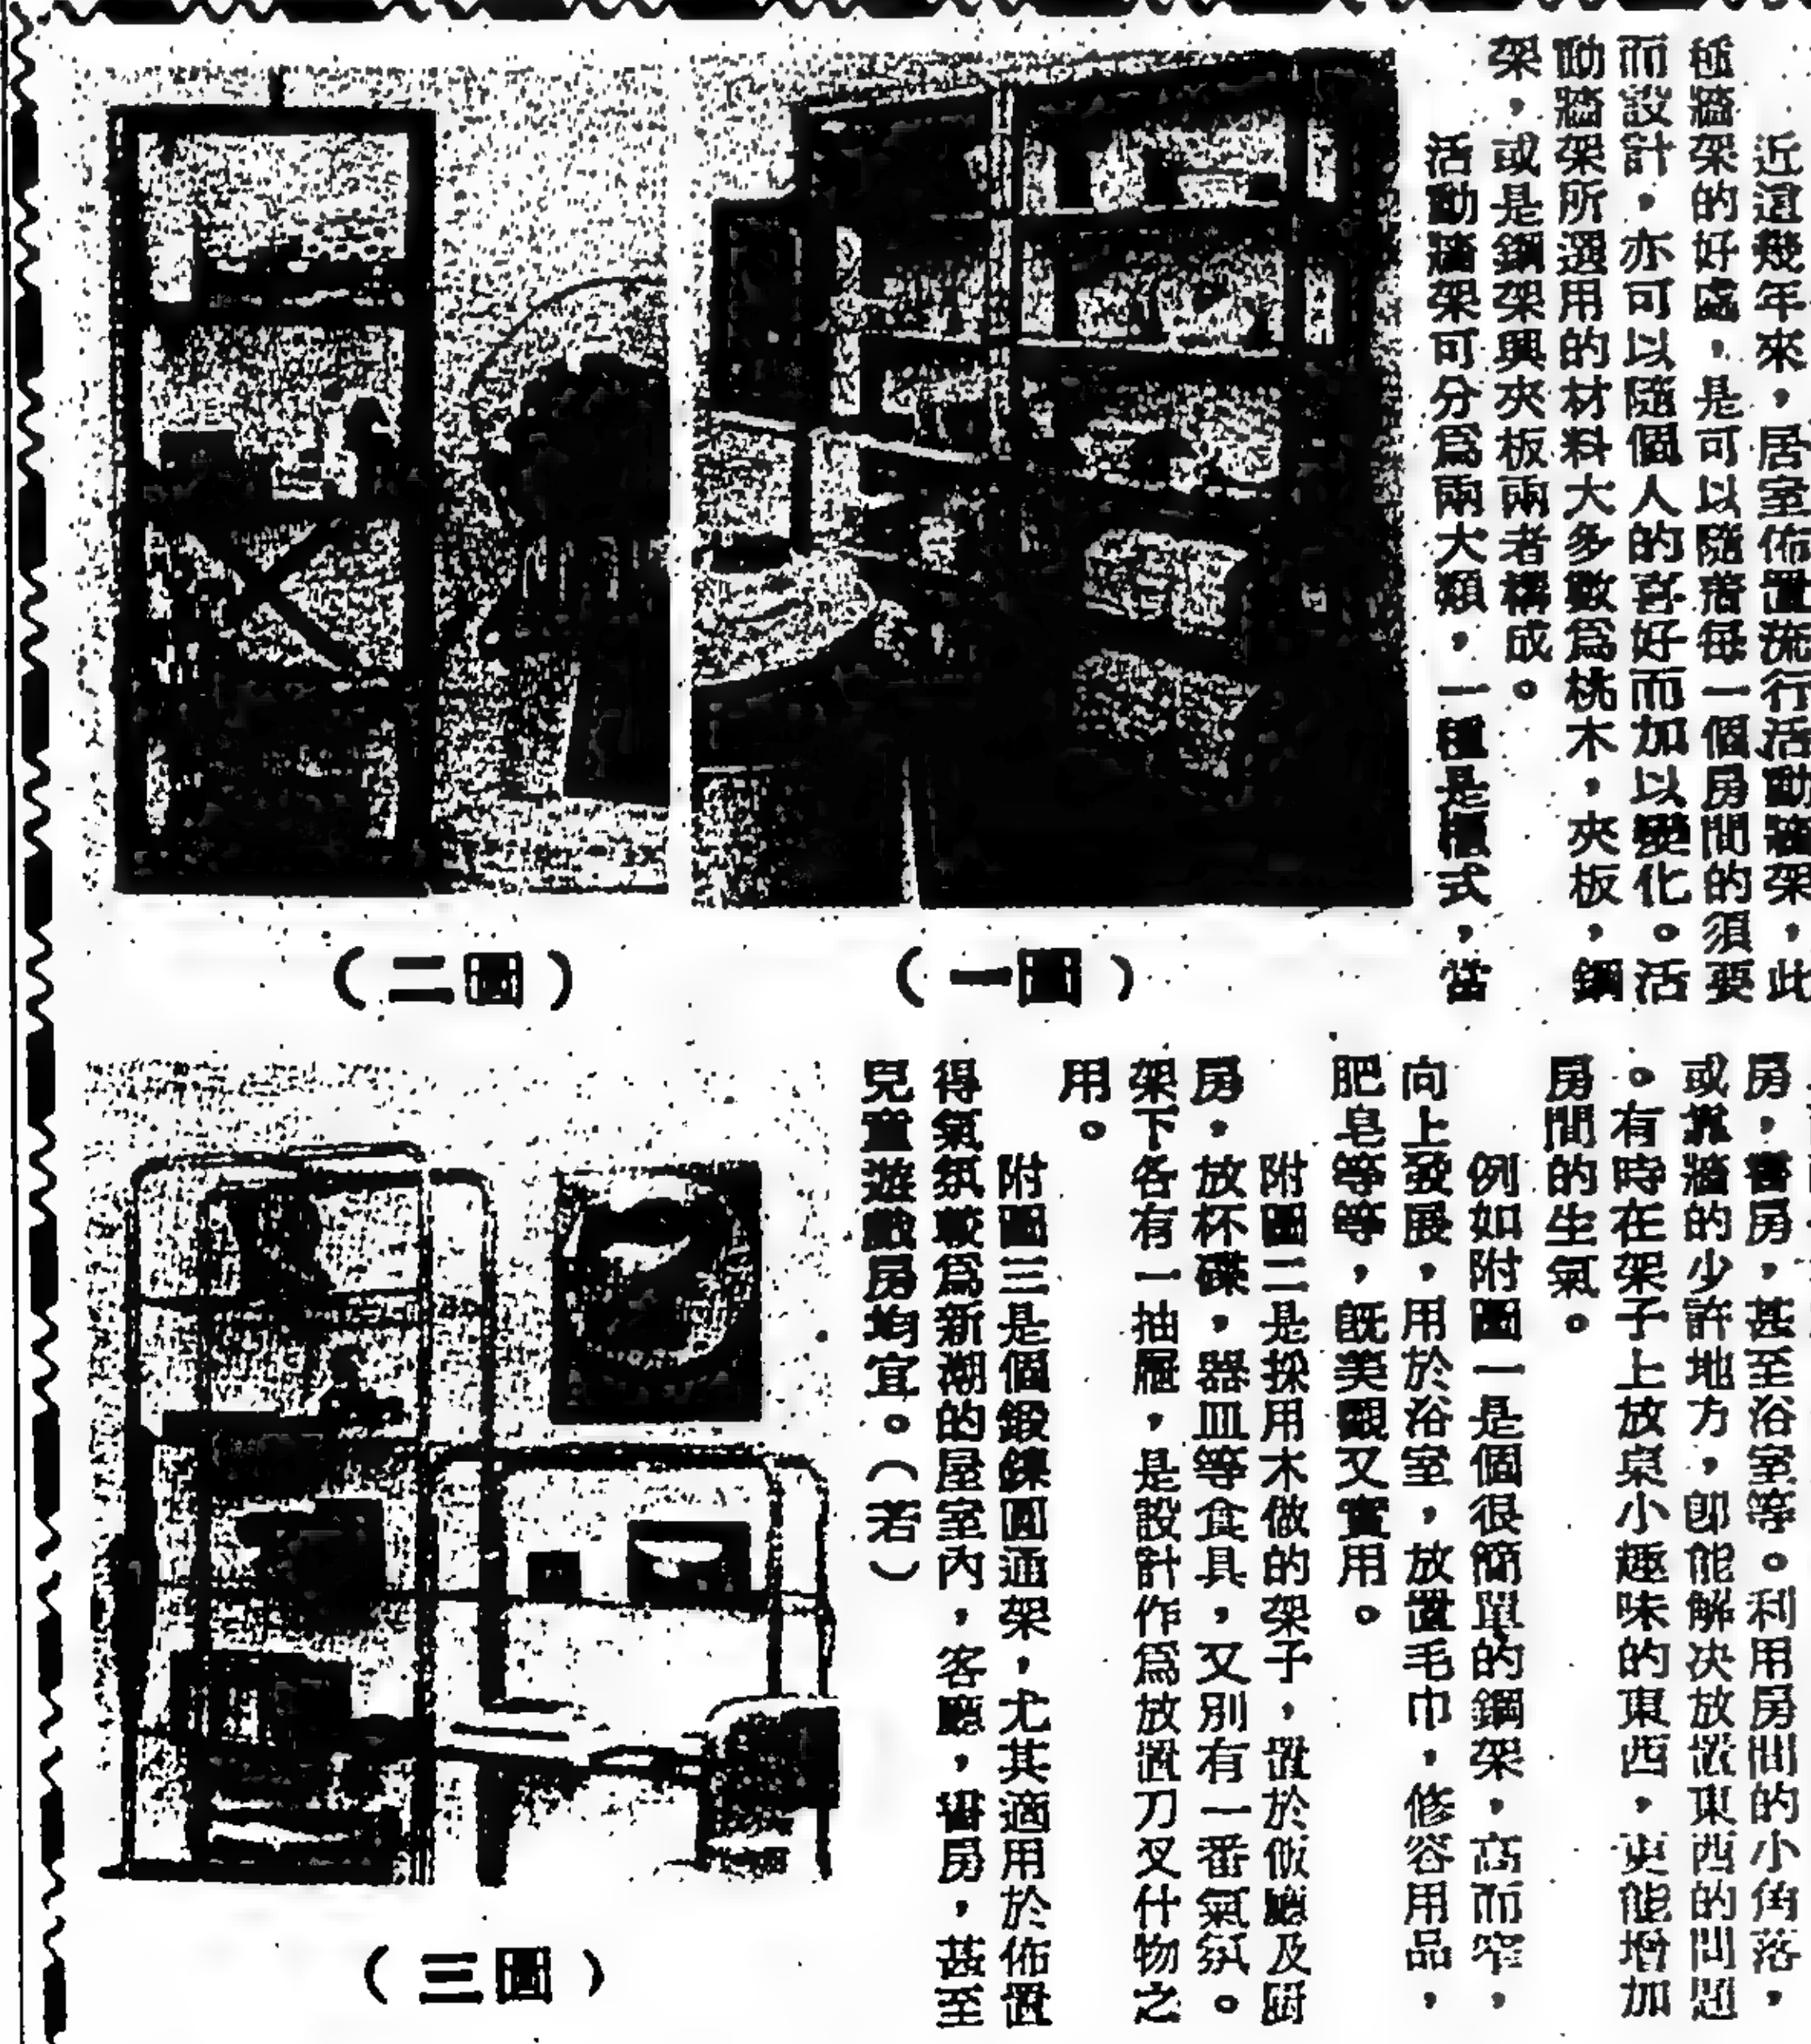 近這幾年來，居室佈置流行活動牆架，此
種牆架的好處，是可以隨着每一個房間的須要
而設計，亦可以隨個人的喜好而加以變化。活
動牆架所選用的材料大多數爲桃木，夾板，鋼
架，或是鋼架與夾板兩者構成。
活動牆架可分爲兩大類，一種是櫃式，當
（圖一）
（圖二）
房，書房，甚至浴室等。利用房間的小角落，
或靠牆的少許地方，卽能解決放置東西的問題
。有時在架子上放菓小趣味的東西，更能增加
房間的生氣。
例如附圖一是個很簡單的鋼架，高而窄，
向上發展，用於浴室，放置毛巾，修容用品，
肥皂等等，既美觀又實用。
附圖二是採用木做的架子，置於飯廳及厨
房，放杯碟，器皿等食具，又別有一番氣氛。
架下各有一抽屜，是設計作爲放置刀叉什物之
用。
附圖三是個鍛鍊圓通架，尤其適用於佈置
得氣氛較爲新潮的屋室內，客廳，書房，甚至
兒童遊戲房均宜。（若）
（圖三）